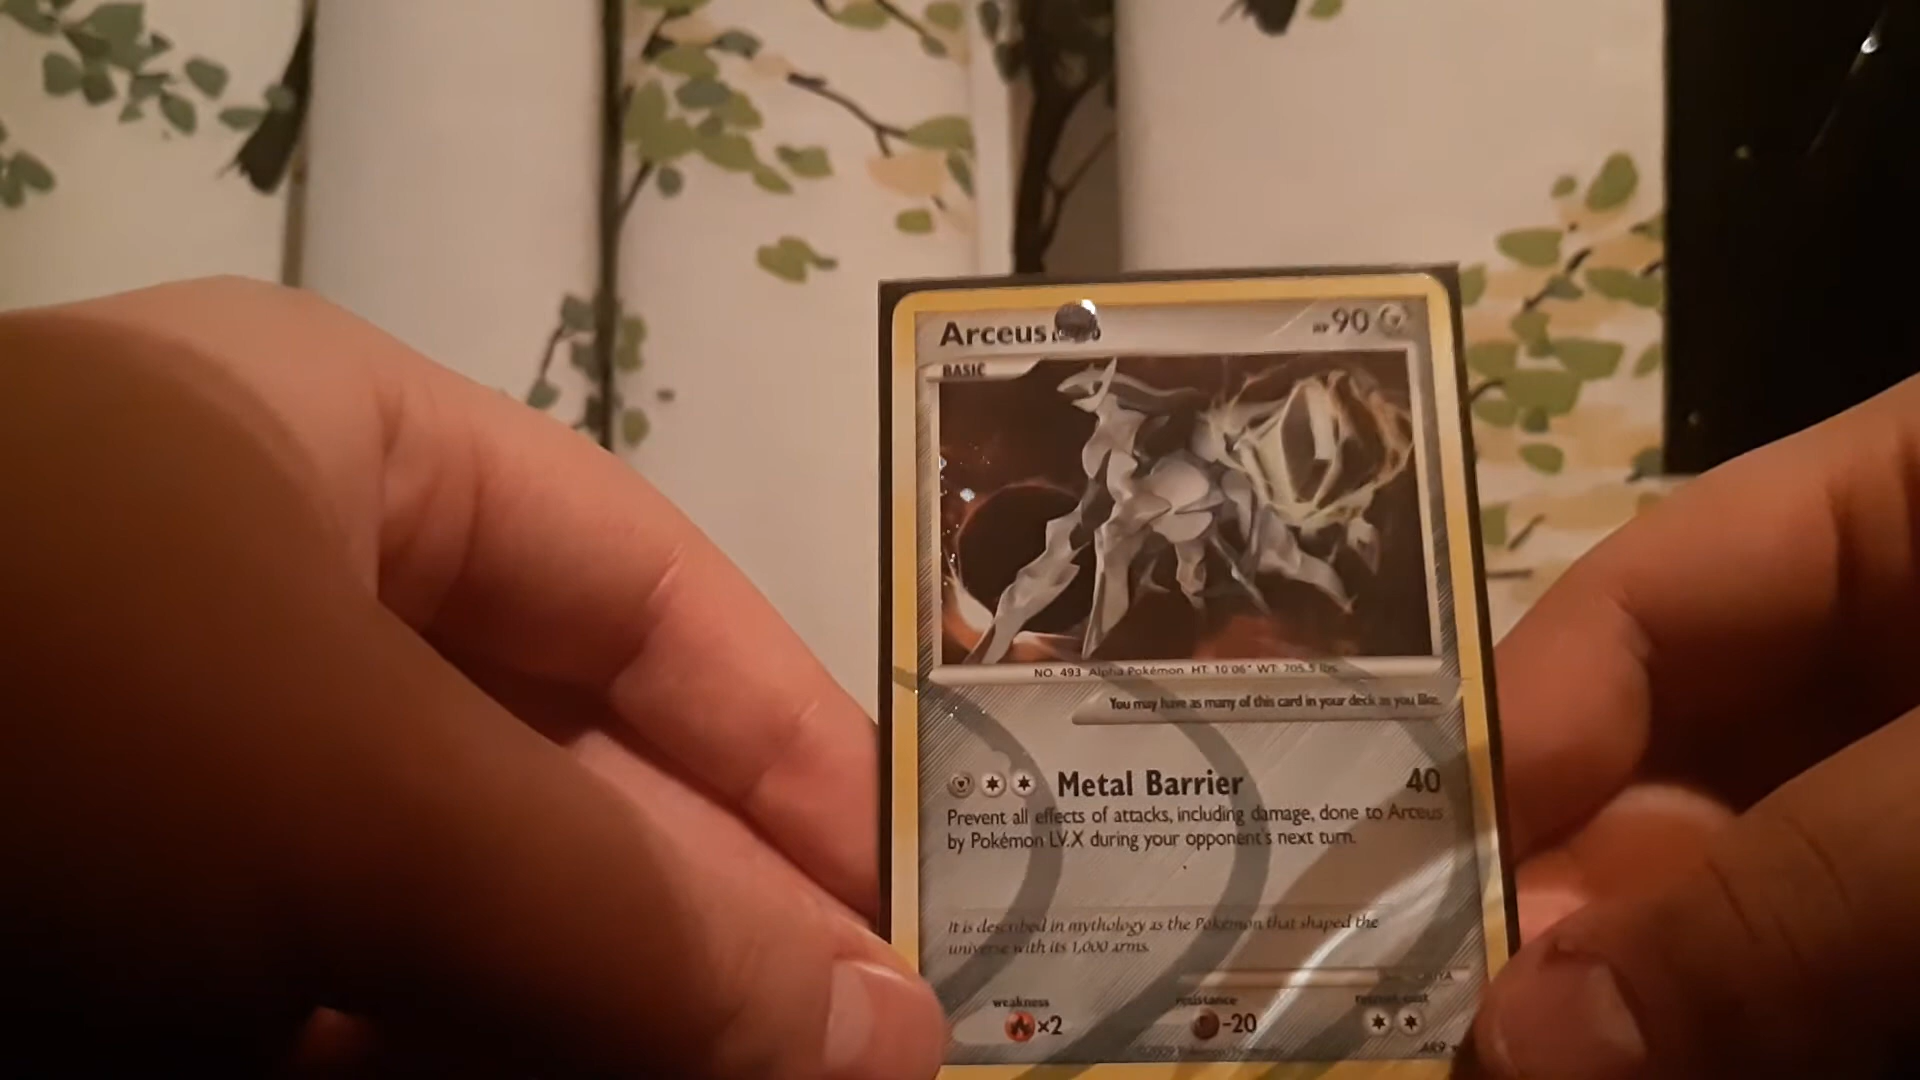 Arceus
HP 90
BASIC
NO. 493 Alpha Pokémon HT: 10'06" WT: 705.5 lbs.
You may have as many of this card in your deck as you like.
Metal Barrier 40
Prevent all effects of attacks, including damage, done to Arceus
by Pokémon LV.X during your opponent's next turn.
It is described in mythology as the Pokémon that shaped the
universe with its 1,000 arms.
weakness resistance retreat cost
×2 -20
AR9